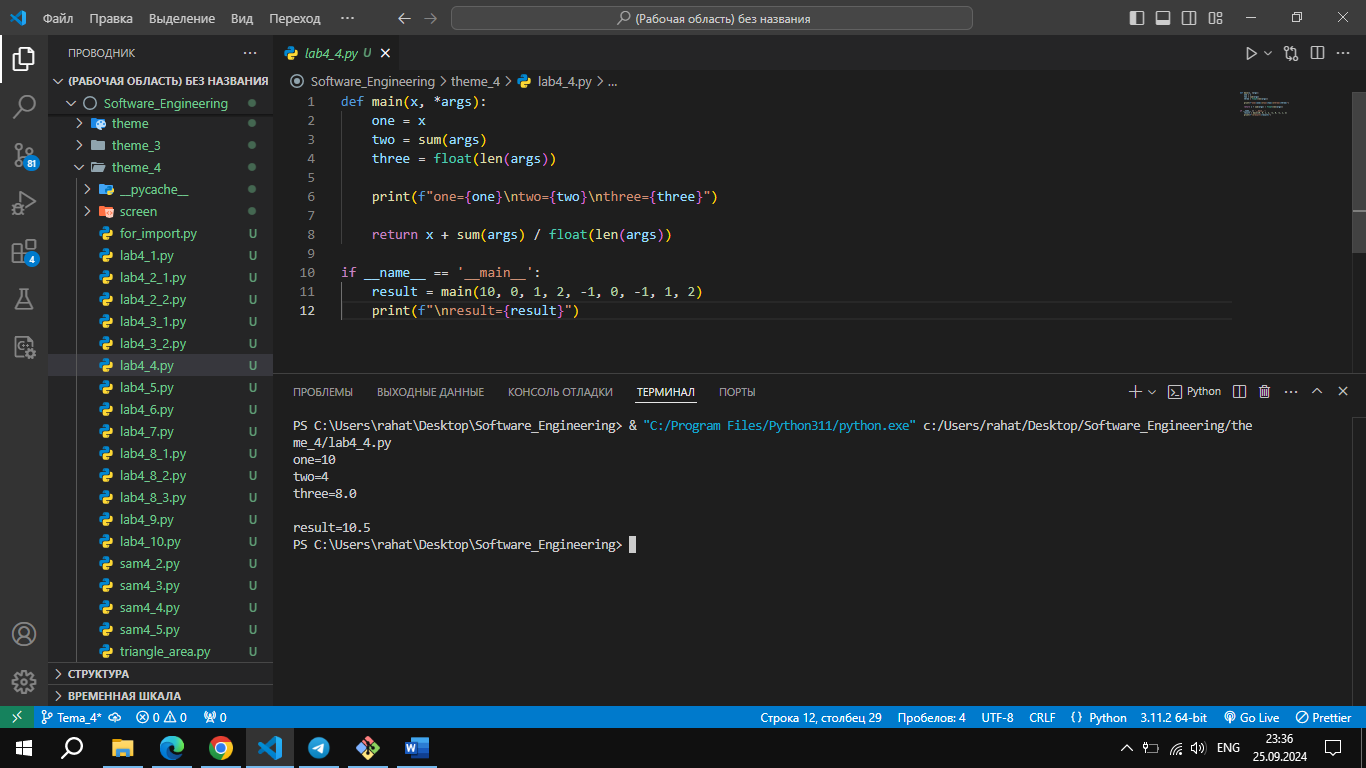 Файл Правка Выделение Вид Переход ··· (Рабочая область) без названия
ПРОВОДНИК ···
(РАБОЧАЯ ОБЛАСТЬ) БЕЗ НАЗВАНИЯ
Software_Engineering
theme
theme_3
theme_4
__pycache__
screen
for_import.py U
lab4_1.py U
lab4_2_1.py U
lab4_2_2.py U
lab4_3_1.py U
lab4_3_2.py U
lab4_4.py U
lab4_5.py U
lab4_6.py U
lab4_7.py U
lab4_8_1.py U
lab4_8_2.py U
lab4_8_3.py U
lab4_9.py U
lab4_10.py U
sam4_2.py U
sam4_3.py U
sam4_4.py U
sam4_5.py U
triangle_area.py U
СТРУКТУРА
ВРЕМЕННАЯ ШКАЛА
81
4
lab4_4.py U
Software_Engineering > theme_4 > lab4_4.py > ...
1 def main(x, *args):
2 one = x
3 two = sum(args)
4 three = float(len(args))
5
6 print(f"one={one}\ntwo={two}\nthree={three}")
7
8 return x + sum(args) / float(len(args))
9
10 if __name__ == '__main__':
11 result = main(10, 0, 1, 2, -1, 0, -1, 1, 2)
12 print(f"\nresult={result}")
ПРОБЛЕМЫ ВЫХОДНЫЕ ДАННЫЕ КОНСОЛЬ ОТЛАДКИ ТЕРМИНАЛ ПОРТЫ Python
PS C:\Users\rahat\Desktop\Software_Engineering> & "C:/Program Files/Python311/python.exe" c:/Users/rahat/Desktop/Software_Engineering/the
me_4/lab4_4.py
one=10
two=4
three=8.0
result=10.5
PS C:\Users\rahat\Desktop\Software_Engineering>
Tema_4* 0 0 0 Строка 12, столбец 29 Пробелов: 4 UTF-8 CRLF Python 3.11.2 64-bit Go Live Prettier
ENG 23:36
25.09.2024